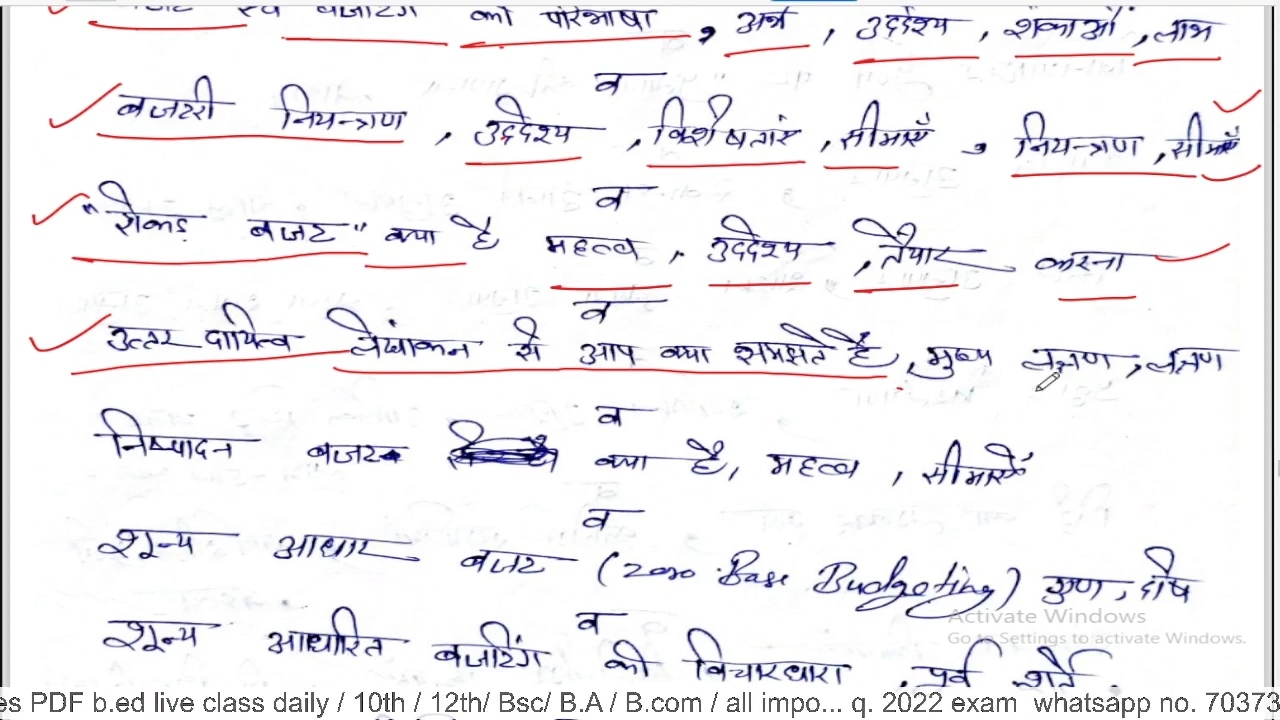 बजट एवं बजटिंग की परिभाषा, अर्थ, उद्देश्य, शंकाओं, लाभ
व
बजटरी नियन्त्रण, उद्देश्य, विशेषताएं, सीमाएँ, नियन्त्रण, सीमाएँ
व
"रोकड़ बजट" क्या है महत्व, उद्देश्य, तैयार करना
व
उत्तर दायित्व लेखांकन से आप क्या समझते हैं, मुख्य लक्षण, लक्षण
व
निष्पादन बजट क्या है, महत्व, सीमाएँ
व
शून्य आधार बजट (Zero Base Budgeting) गुण, दोष
व
शून्य आधारित बजटिंग की विचारधारा, पूर्व शर्तें,
Activate Windows
Go to Settings to activate Windows.
es PDF b.ed live class daily / 10th / 12th/ Bsc/ B.A / B.com / all impo... q. 2022 exam whatsapp no. 70373